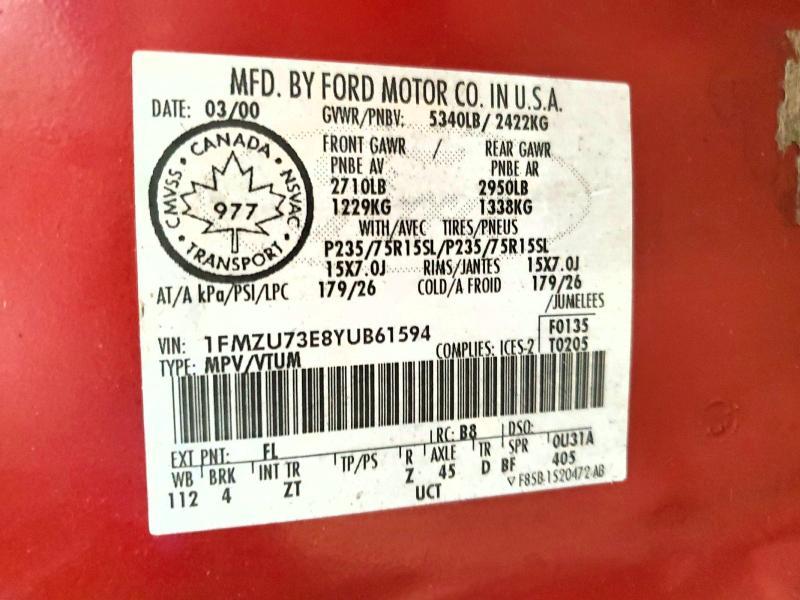 MFD. BY FORD MOTOR CO. IN U.S.A.
DATE: 03/00 GVWR/PNBV: 5340LB/ 2422KG
FRONT GAWR / REAR GAWR
PNBE AV PNBE AR
2710LB 2950LB
1229KG 1338KG
WITH/AVEC TIRES/PNEUS
P235/75R15SL/P235/75R15SL
15X7.0J RIMS/JANTES 15X7.0J
AT/A kPa/PSI/LPC 179/26 COLD/A FROID 179/26
/JUMELEES
CANADA
CMVSS • NSVAC
977
TRANSPORT
VIN: 1FMZU73E8YUB61594 F0135
TYPE: MPV/VTUM COMPLIES: ICES-2 T0205
EXT PNT: FL RC: B8 DSO:
WB BRK INT TR TP/PS R AXLE TR SPR 0U31A
112 4 ZT Z 45 D BF 405
UCT F85B-1520472-AB